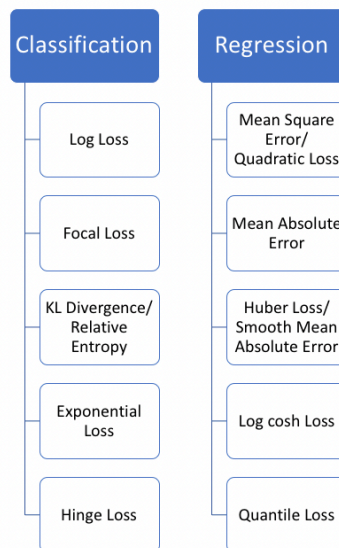 Classification
Log Loss
Focal Loss
KL Divergence/
Relative
Entropy
Exponential
Loss
Hinge Loss
Regression
Mean Square
Error/
Quadratic Loss
Mean Absolute
Error
Huber Loss/
Smooth Mean
Absolute Error
Log cosh Loss
Quantile Loss